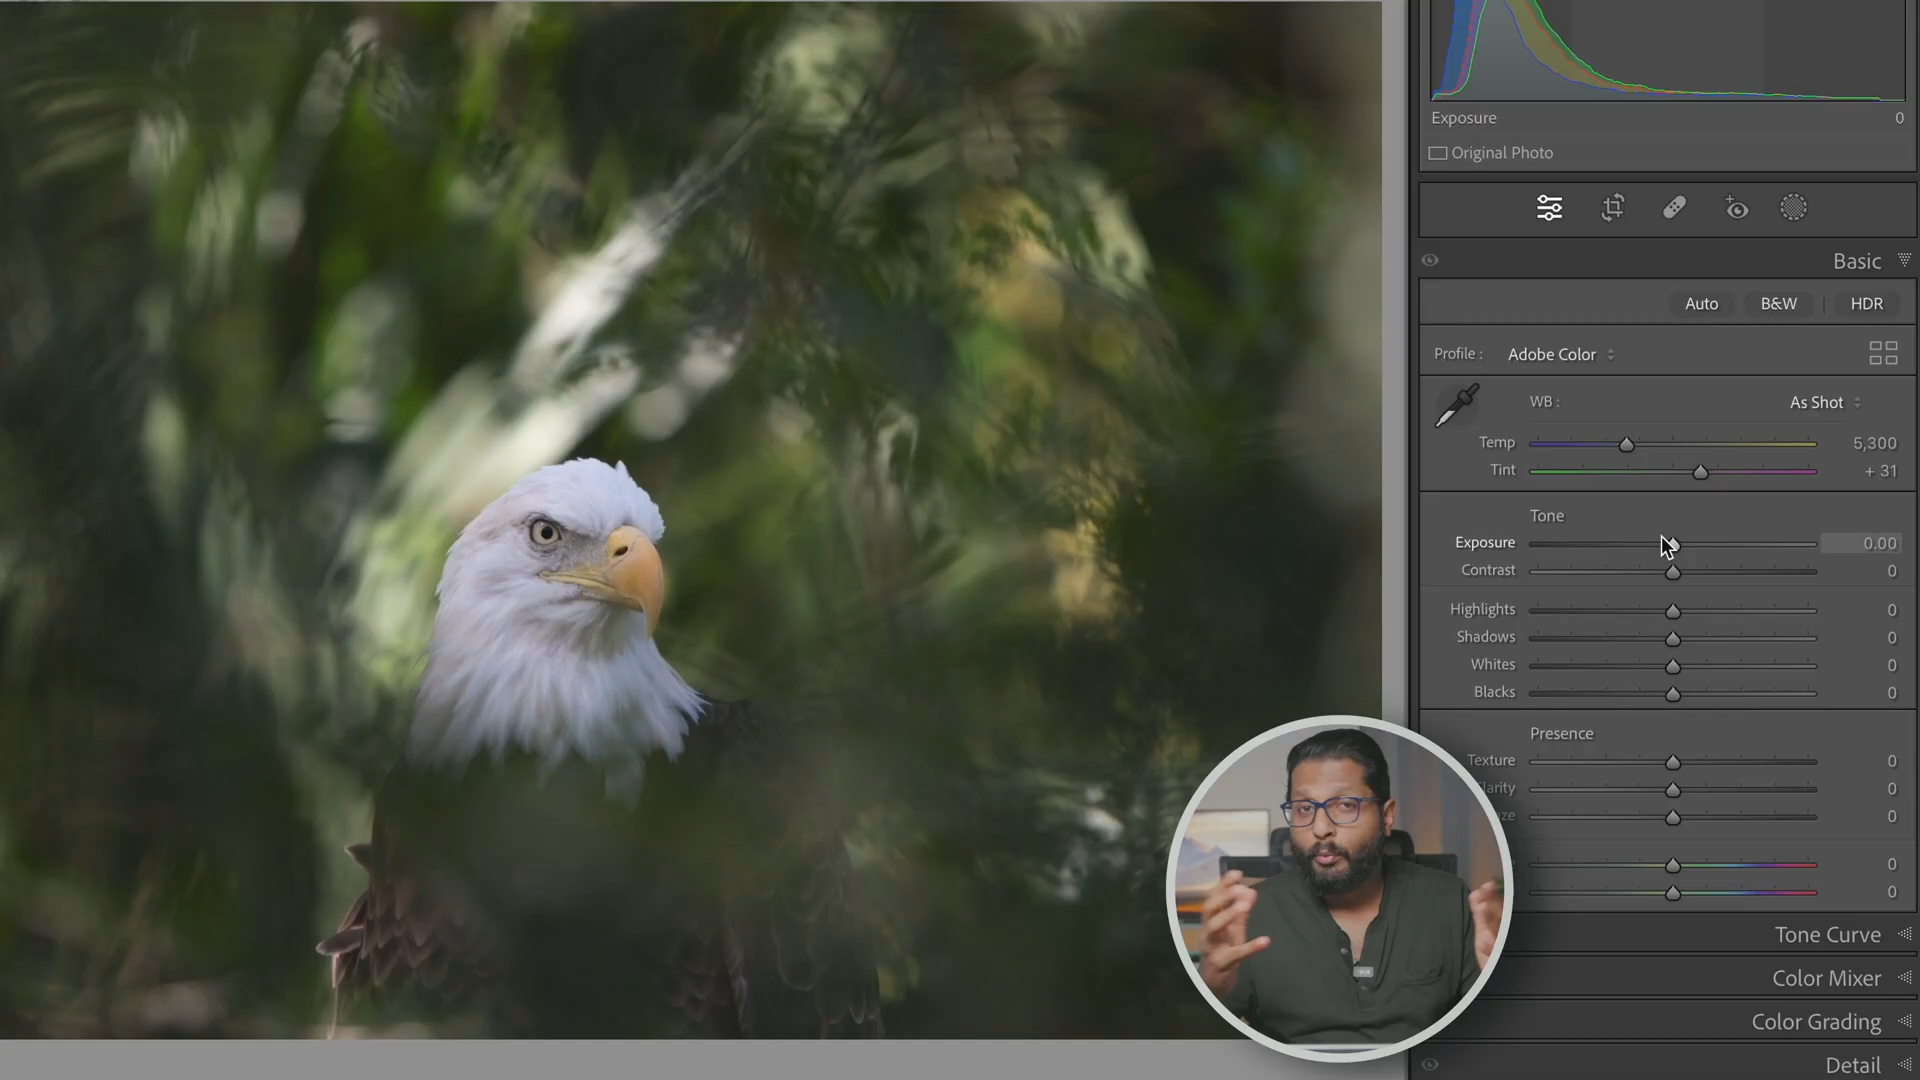 Exposure 0
Original Photo
Basic
Auto B&W | HDR
Profile : Adobe Color
WB : As Shot
Temp 5,300
Tint + 31
Tone
Exposure 0.00
Contrast 0
Highlights 0
Shadows 0
Whites 0
Blacks 0
Presence
Texture 0
larity 0
ze 0
0
0
Tone Curve
Color Mixer
Color Grading
Detail